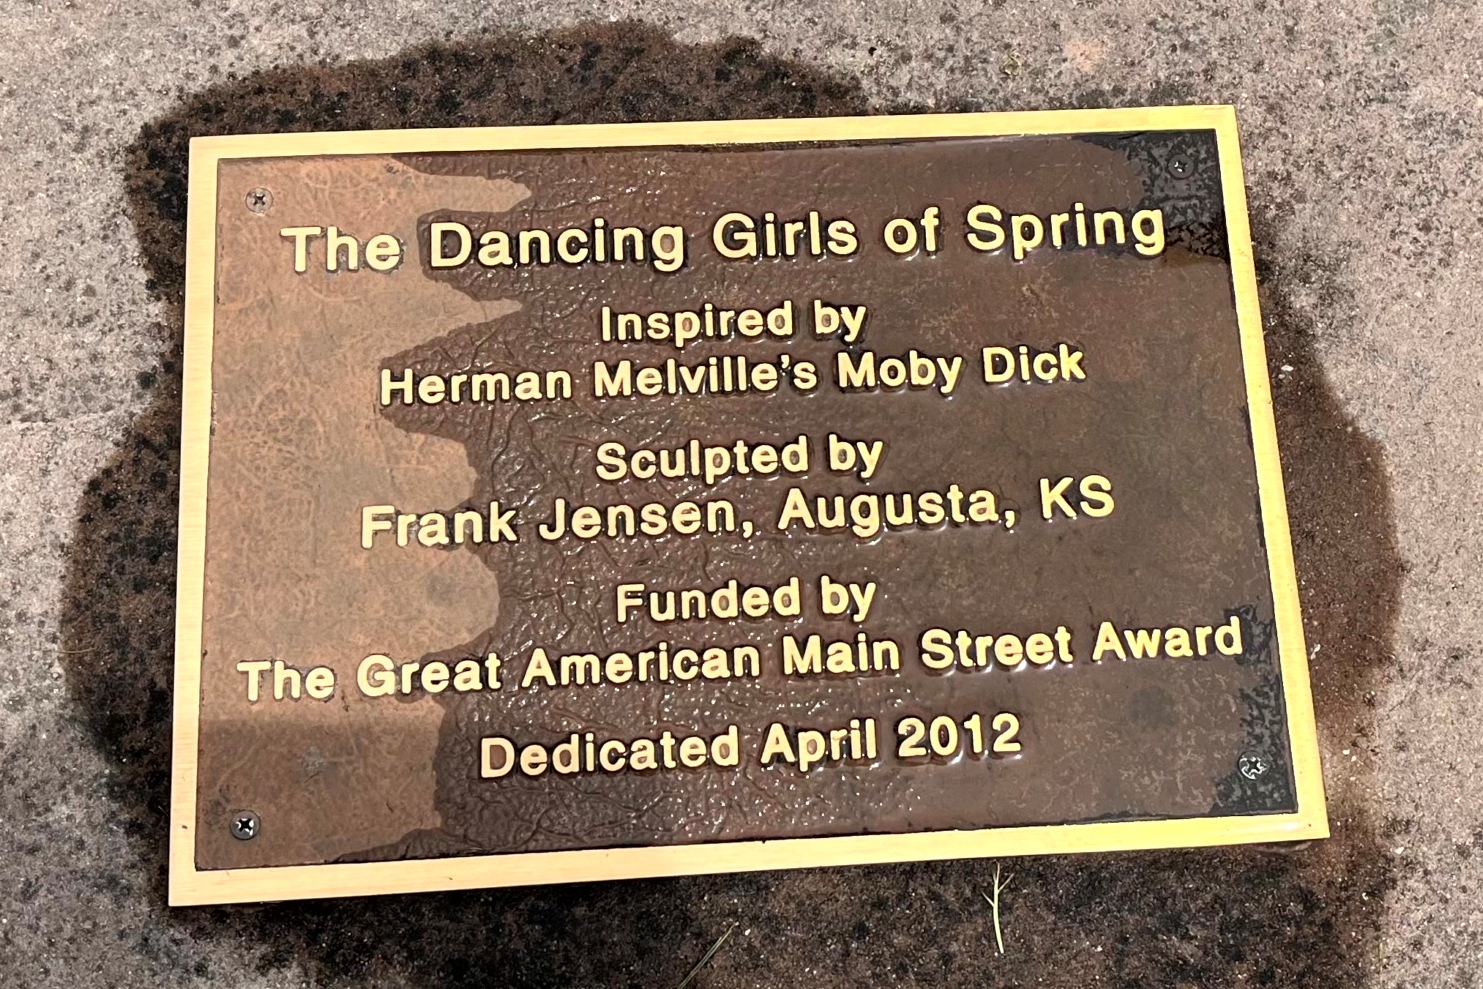 The Dancing Girls of Spring
Inspired by
Herman Melville's Moby Dick
Sculpted by
Frank Jensen, Augusta, KS
Funded by
The Great American Main Street Award
Dedicated April 2012